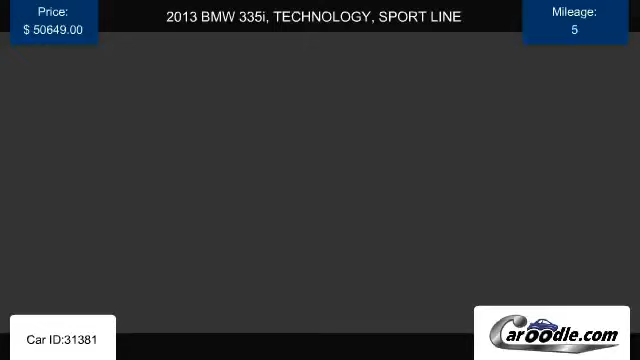 Price:
$ 50649.00
2013 BMW 335i, TECHNOLOGY, SPORT LINE
Mileage:
5
Car ID:31381
Caroodle.com